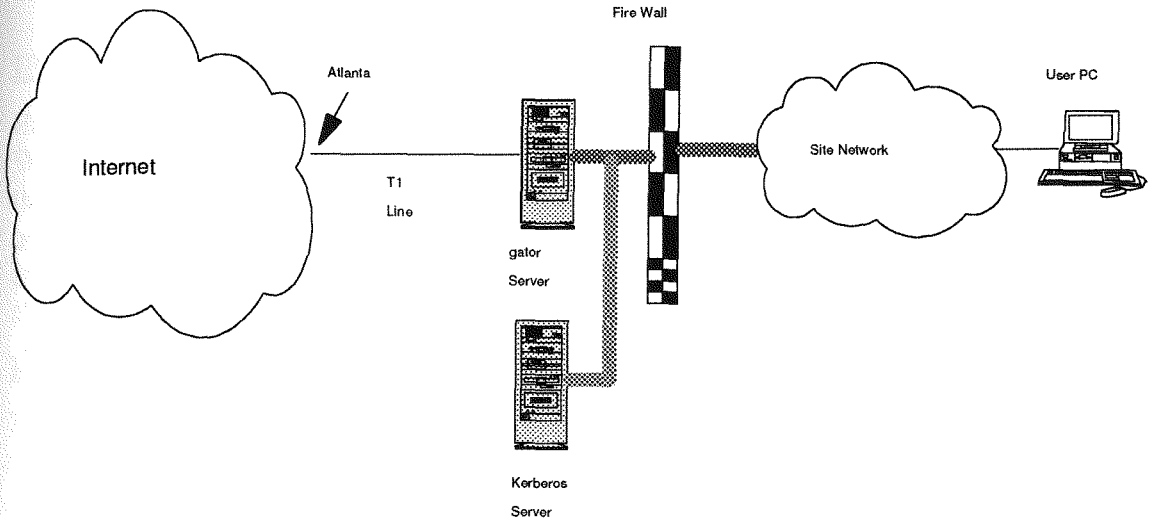 Fire Wall
Atlanta
User PC
Internet
Site Network
T1
Line
gator
Server
Kerberos
Server